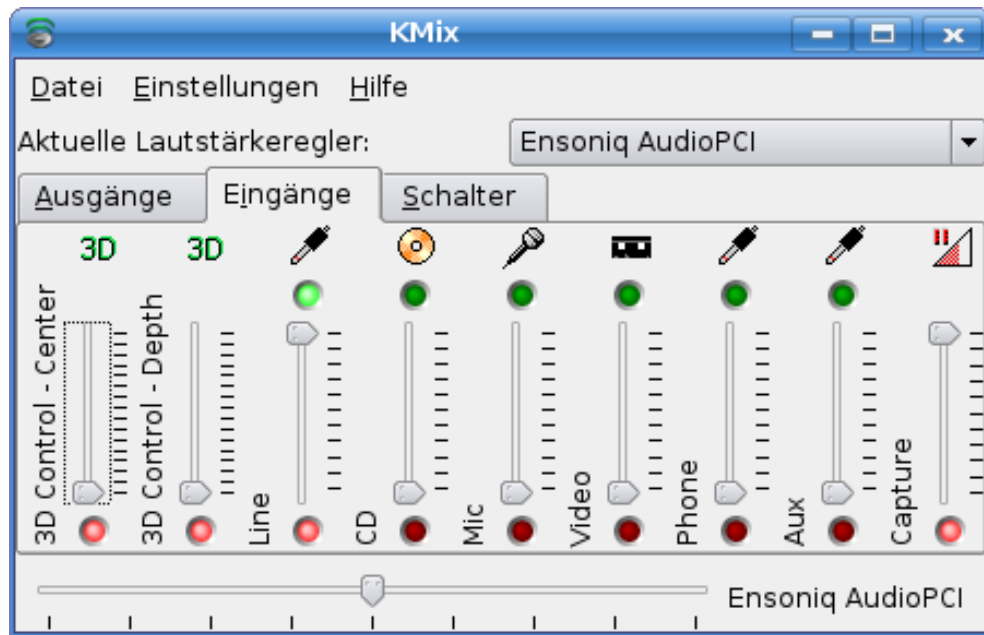 KMix
Datei Einstellungen Hilfe
Aktuelle Lautstärkeregler: Ensoniq AudioPCI
Ausgänge Eingänge Schalter
3D 3D
3D Control - Center
3D Control - Depth
Line
CD
Mic
Video
Phone
Aux
Capture
Ensoniq AudioPCI